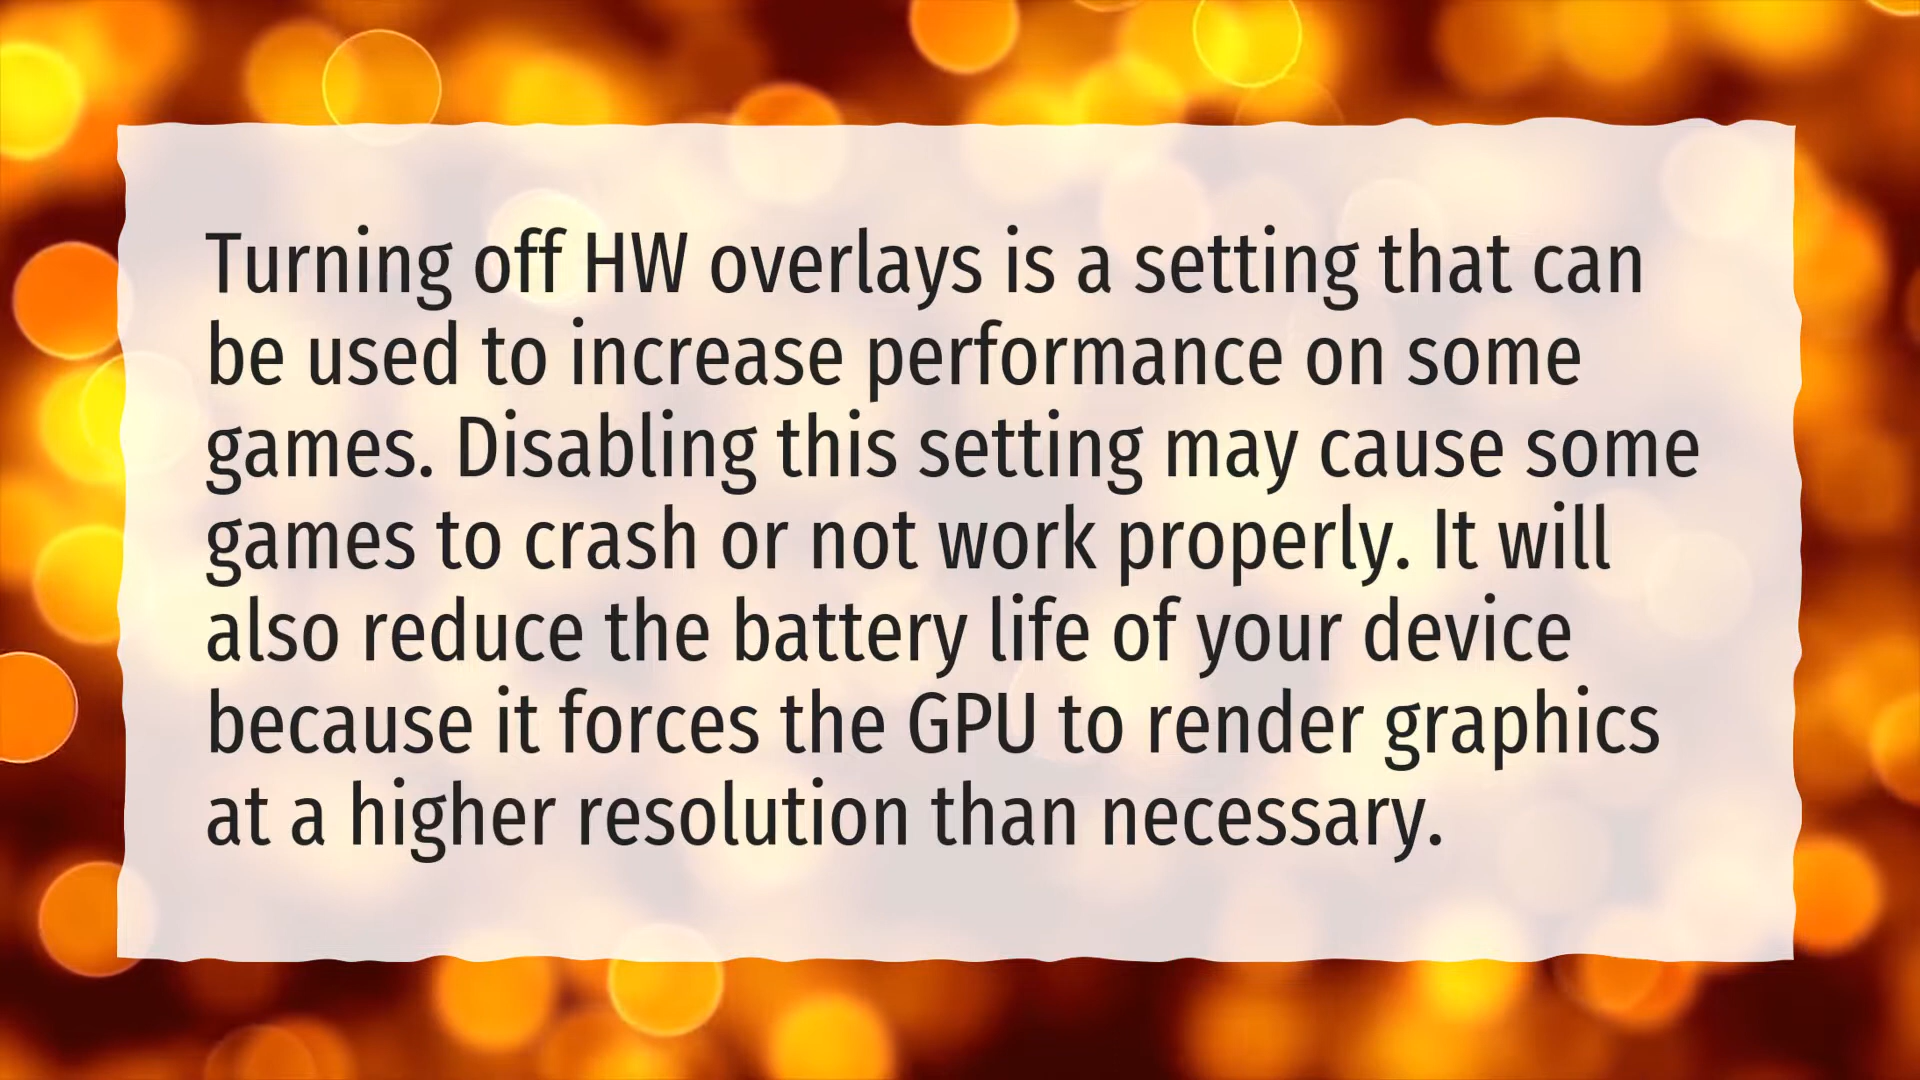 Turning off HW overlays is a setting that can
be used to increase performance on some
games. Disabling this setting may cause some
games to crash or not work properly. It will
also reduce the battery life of your device
because it forces the GPU to render graphics
at a higher resolution than necessary.